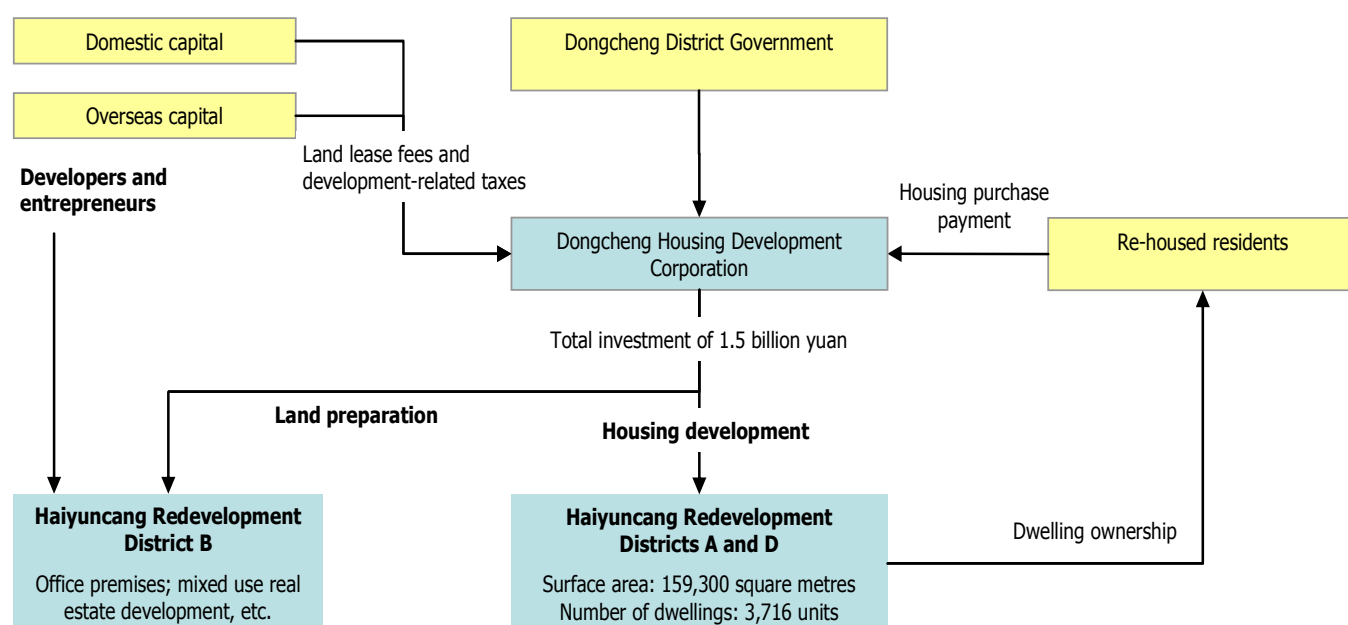 Domestic capital
Dongcheng District Government
Overseas capital
Land lease fees and
development-related taxes
Developers and
entrepreneurs
Housing purchase
payment
Dongcheng Housing Development
Corporation
Re-housed residents
Total investment of 1.5 billion yuan
Land preparation
Housing development
Haiyuncang Redevelopment
District B
Office premises; mixed use real
estate development, etc.
Haiyuncang Redevelopment
Districts A and D
Surface area: 159,300 square metres
Number of dwellings: 3,716 units
Dwelling ownership